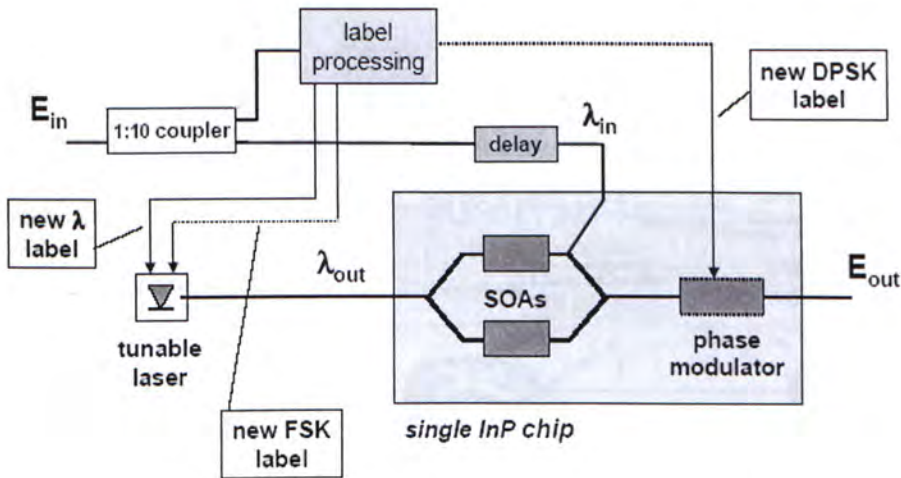 label
processing
new DPSK
label
E_in
1:10 coupler
λ_in
delay
new λ
label
λ_out
SOAs
E_out
tunable
laser
phase
modulator
new FSK
label
single InP chip